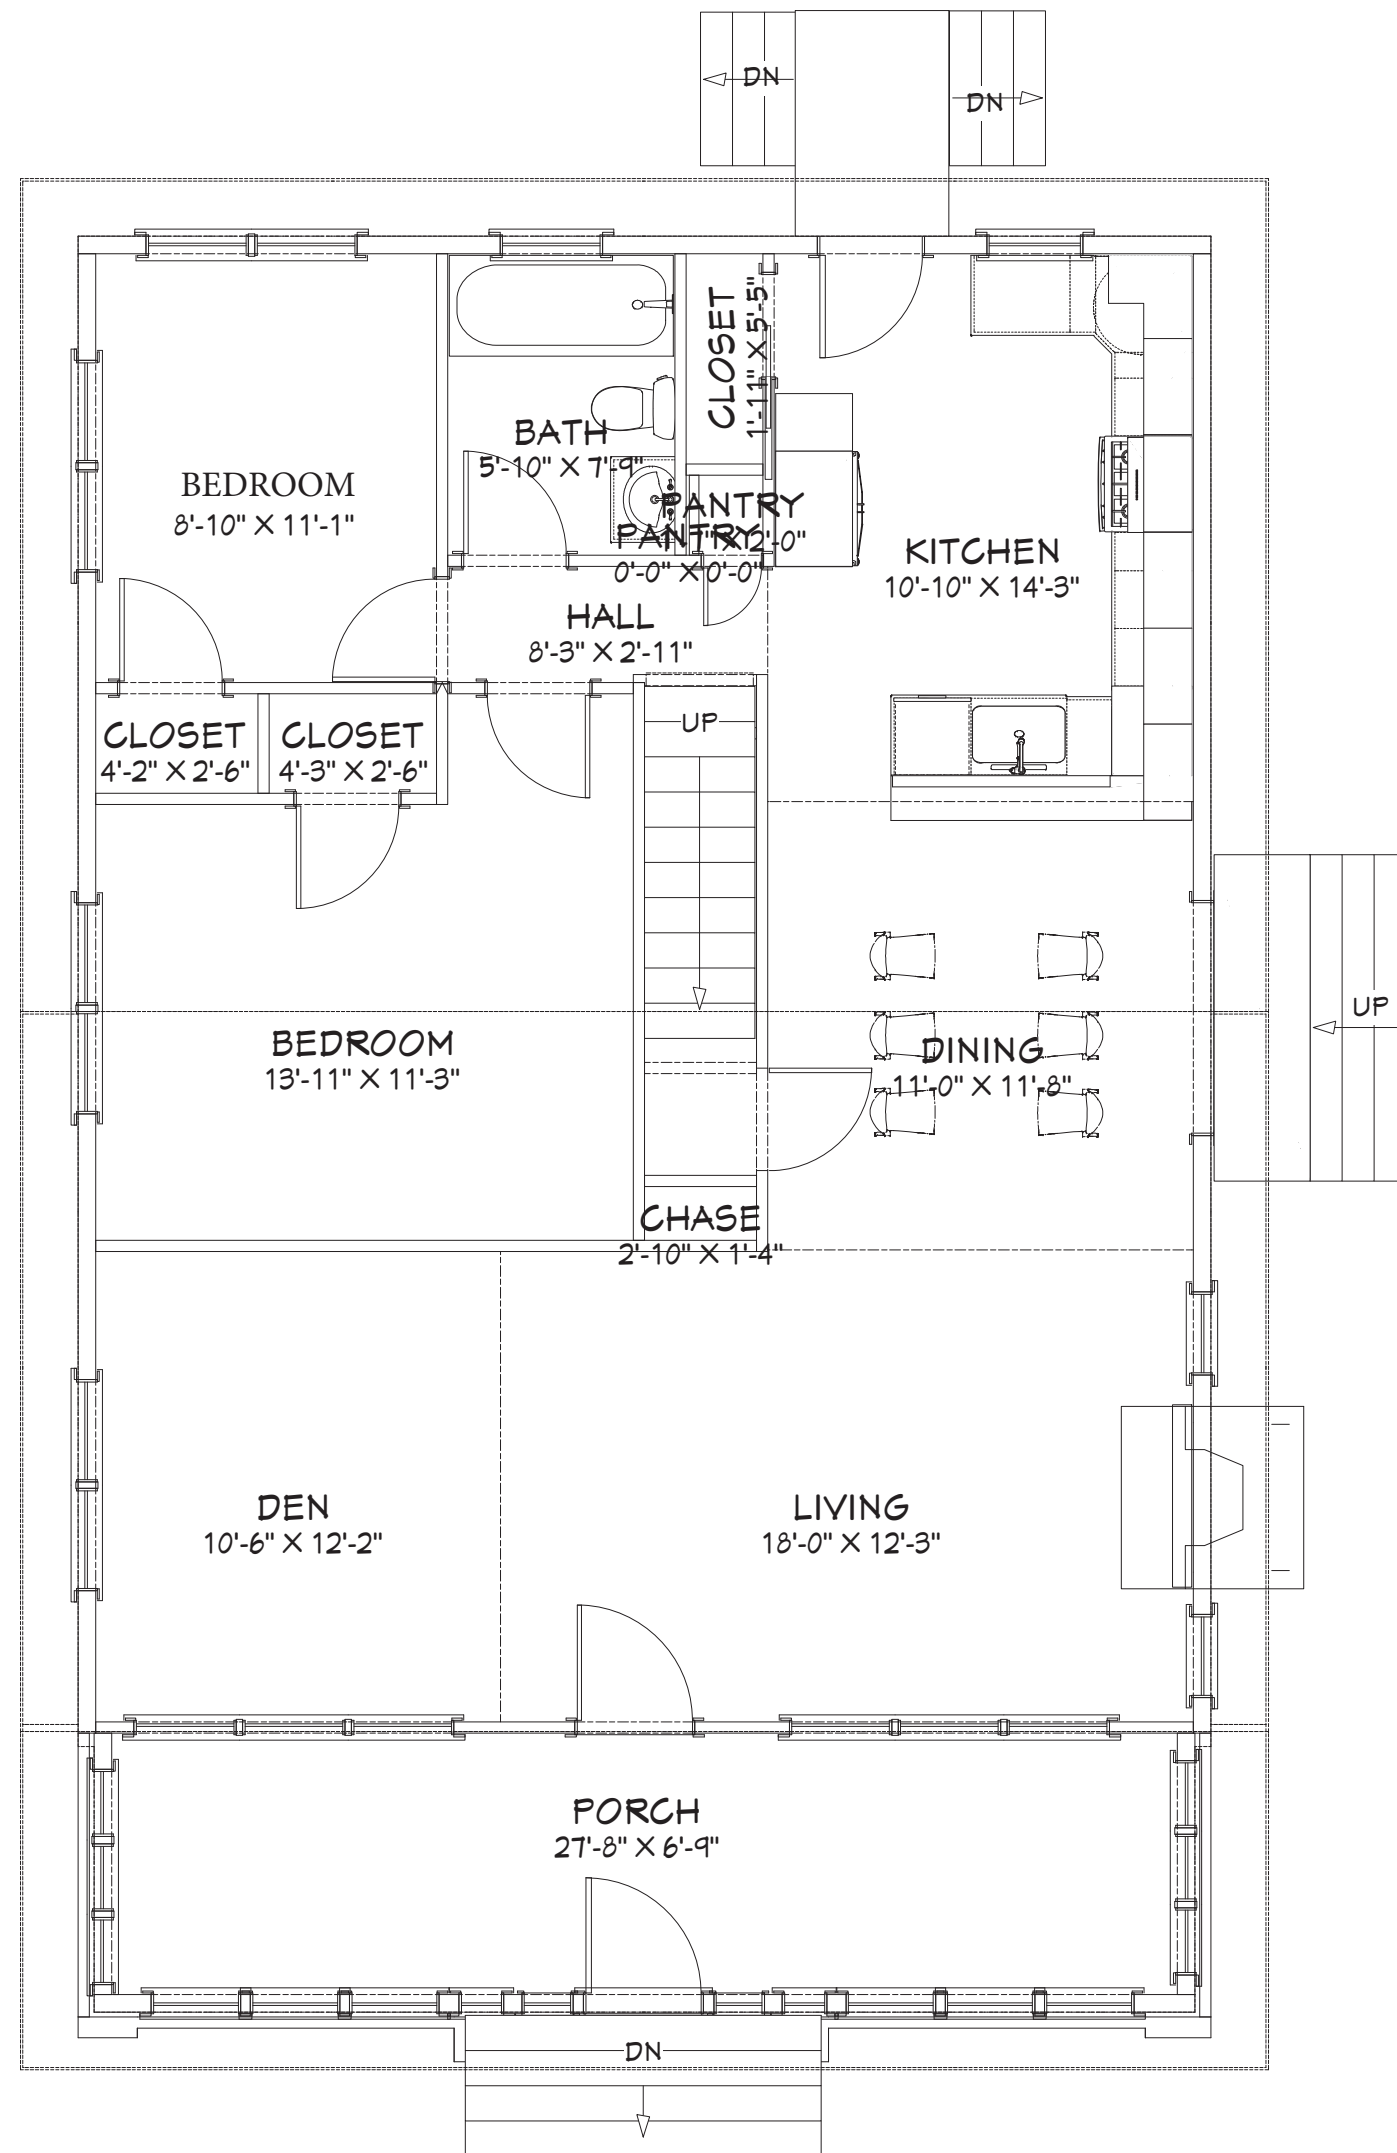 DN
DN
CLOSET
1'-11" X 5'-5"
BATH
5'-10" X 7'-9"
BEDROOM
8'-10" X 11'-1"
PANTRY
X 2'-0"
PANTRY
0'-0" X 0'-0"
KITCHEN
10'-10" X 14'-3"
HALL
8'-3" X 2'-11"
UP
CLOSET
4'-2" X 2'-6"
CLOSET
4'-3" X 2'-6"
UP
BEDROOM
13'-11" X 11'-3"
DINING
11'-0" X 11'-8"
CHASE
2'-10" X 1'-4"
DEN
10'-6" X 12'-2"
LIVING
18'-0" X 12'-3"
PORCH
27'-8" X 6'-9"
DN